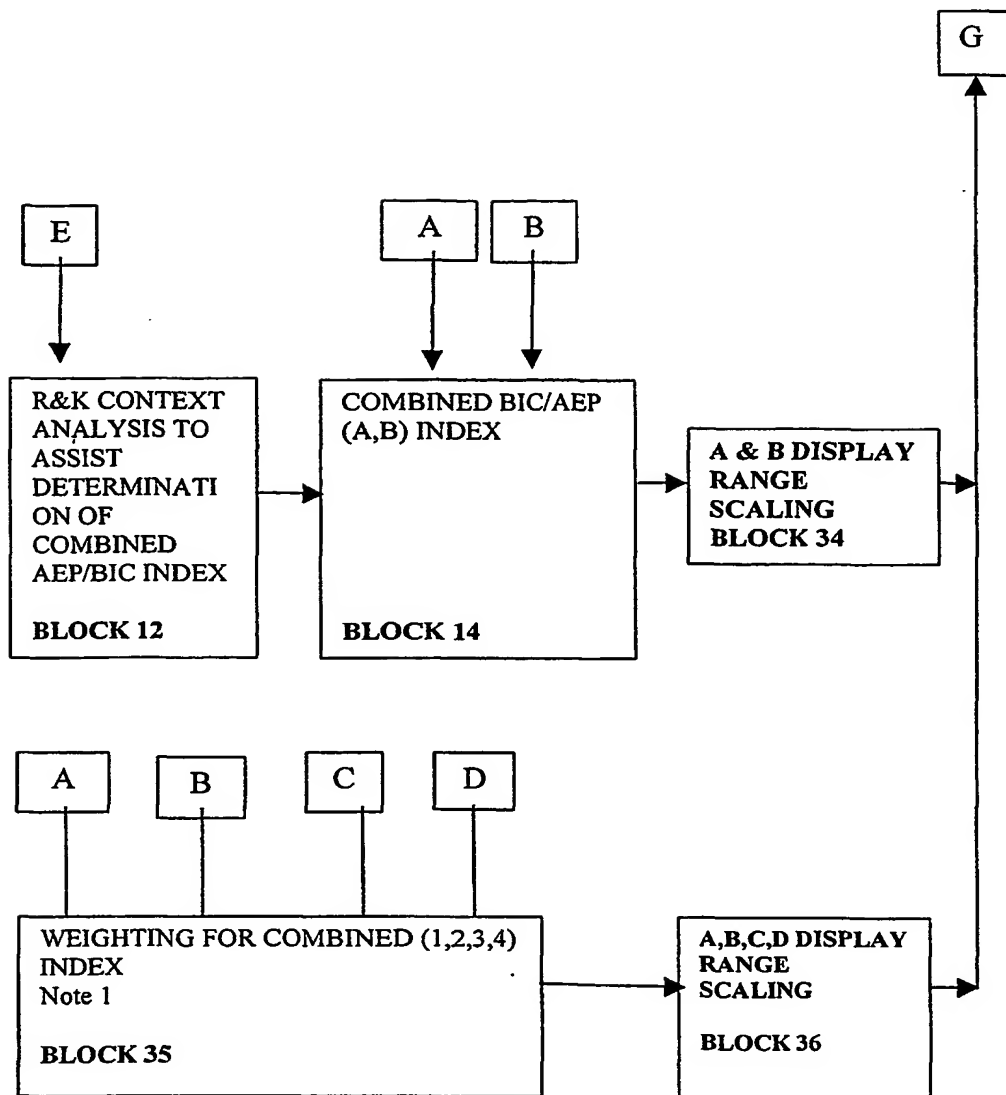 G
E
A
B
R&K CONTEXT
ANALYSIS TO
ASSIST
DETERMINATI
ON OF
COMBINED
AEP/BIC INDEX
BLOCK 12
COMBINED BIC/AEP
(A,B) INDEX
BLOCK 14
A & B DISPLAY
RANGE
SCALING
BLOCK 34
A
B
C
D
WEIGHTING FOR COMBINED (1,2,3,4)
INDEX
Note 1
BLOCK 35
A,B,C,D DISPLAY
RANGE
SCALING
BLOCK 36